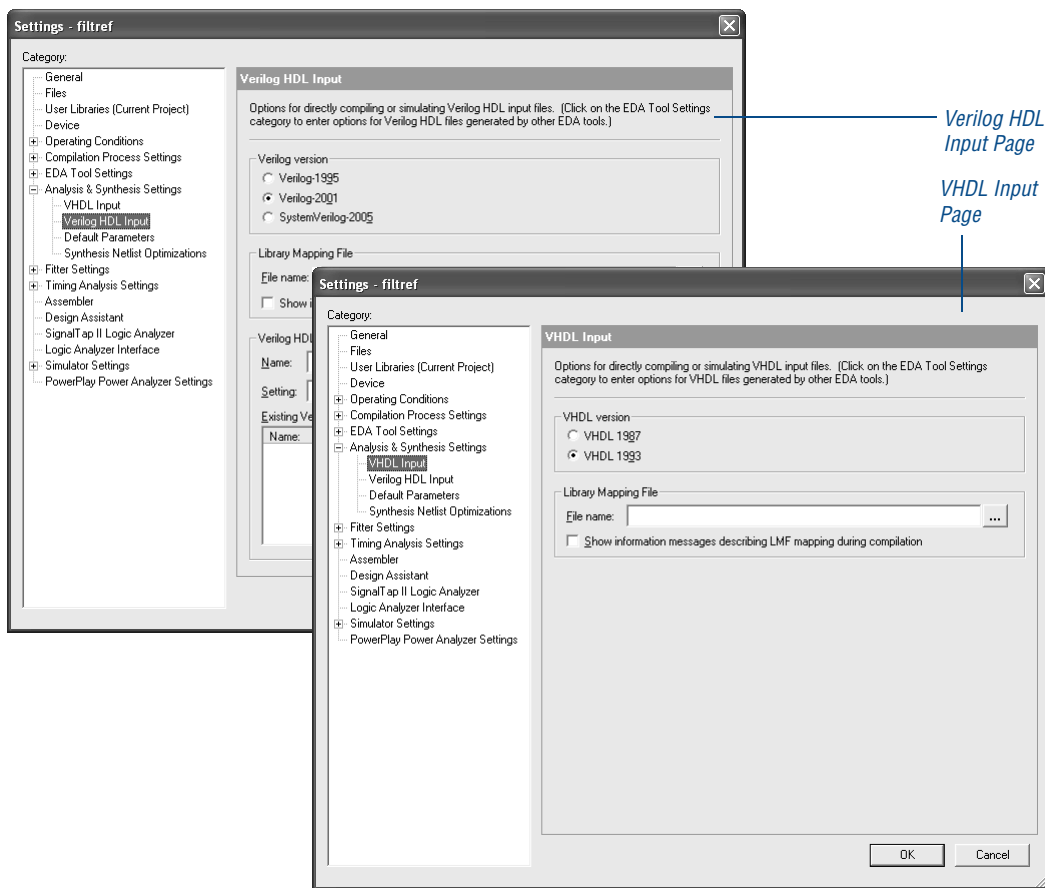 Settings - filtref
Category:
General
Files
User Libraries (Current Project)
Device
Operating Conditions
Compilation Process Settings
EDA Tool Settings
Analysis & Synthesis Settings
VHDL Input
Verilog HDL Input
Default Parameters
Synthesis Netlist Optimizations
Fitter Settings
Timing Analysis Settings
Assembler
Design Assistant
SignalTap II Logic Analyzer
Logic Analyzer Interface
Simulator Settings
PowerPlay Power Analyzer Settings
Verilog HDL Input
Options for directly compiling or simulating Verilog HDL input files. (Click on the EDA Tool Settings
category to enter options for Verilog HDL files generated by other EDA tools.)
Verilog version
Verilog-1995
Verilog-2001
SystemVerilog-2005
Library Mapping File
File name:
Show i
Verilog HDL
Name:
Setting:
Existing Ve
Name:
Verilog HDL
Input Page
VHDL Input
Page
Settings - filtref
Category:
General
Files
User Libraries (Current Project)
Device
Operating Conditions
Compilation Process Settings
EDA Tool Settings
Analysis & Synthesis Settings
VHDL Input
Verilog HDL Input
Default Parameters
Synthesis Netlist Optimizations
Fitter Settings
Timing Analysis Settings
Assembler
Design Assistant
SignalTap II Logic Analyzer
Logic Analyzer Interface
Simulator Settings
PowerPlay Power Analyzer Settings
VHDL Input
Options for directly compiling or simulating VHDL input files. (Click on the EDA Tool Settings
category to enter options for VHDL files generated by other EDA tools.)
VHDL version
VHDL 1987
VHDL 1993
Library Mapping File
File name:
...
Show information messages describing LMF mapping during compilation
OK
Cancel